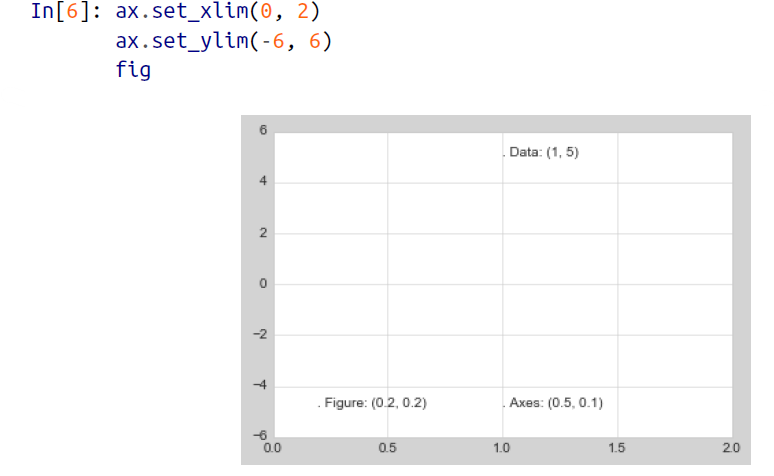 In[6]: ax.set_xlim(0, 2)
ax.set_ylim(-6, 6)
fig
6
. Data: (1, 5)
4
2
0
−2
−4
. Figure: (0.2, 0.2) . Axes: (0.5, 0.1)
−6
0.0 0.5 1.0 1.5 2.0